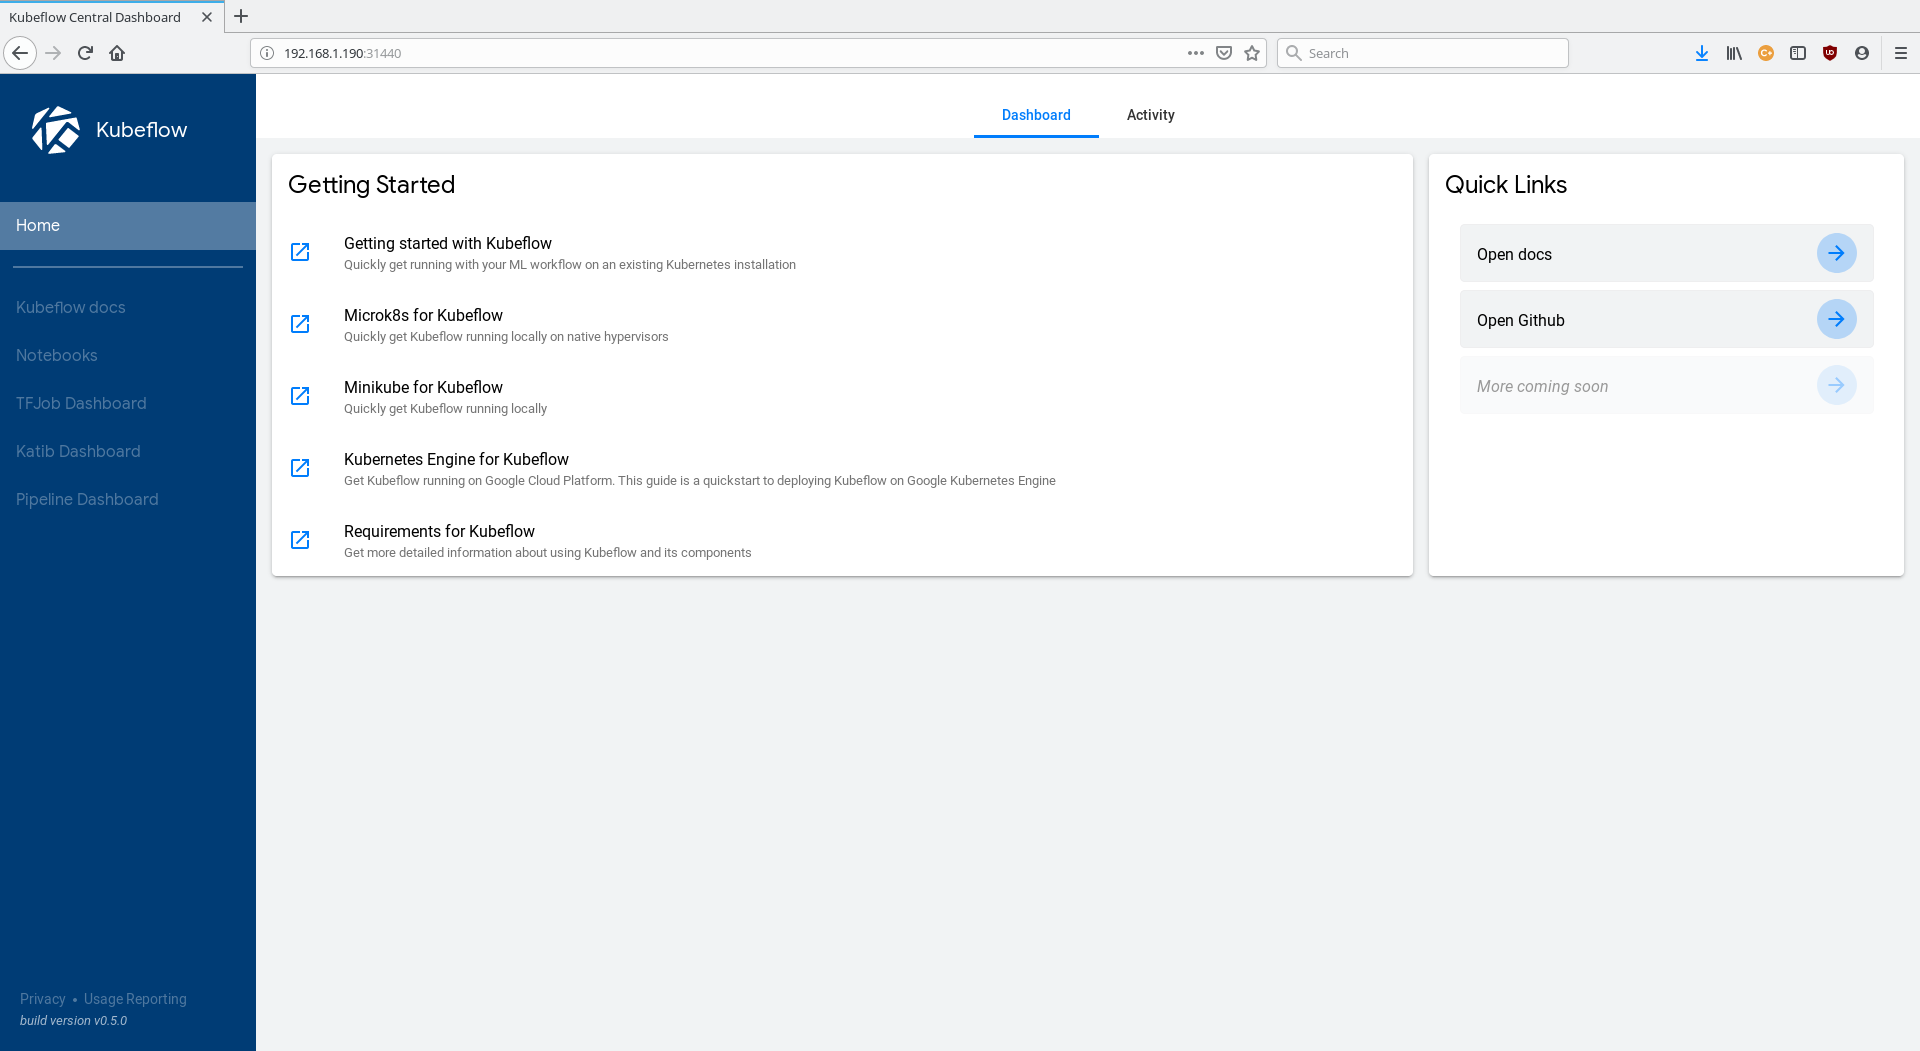 Kubeflow Central Dashboard
192.168.1.190:31440
Search
Kubeflow
Home
Kubeflow docs
Notebooks
TFJob Dashboard
Katib Dashboard
Pipeline Dashboard
Privacy • Usage Reporting
build version v0.5.0
Dashboard
Activity
Getting Started
Getting started with Kubeflow
Quickly get running with your ML workflow on an existing Kubernetes installation
Microk8s for Kubeflow
Quickly get Kubeflow running locally on native hypervisors
Minikube for Kubeflow
Quickly get Kubeflow running locally
Kubernetes Engine for Kubeflow
Get Kubeflow running on Google Cloud Platform. This guide is a quickstart to deploying Kubeflow on Google Kubernetes Engine
Requirements for Kubeflow
Get more detailed information about using Kubeflow and its components
Quick Links
Open docs
Open Github
More coming soon